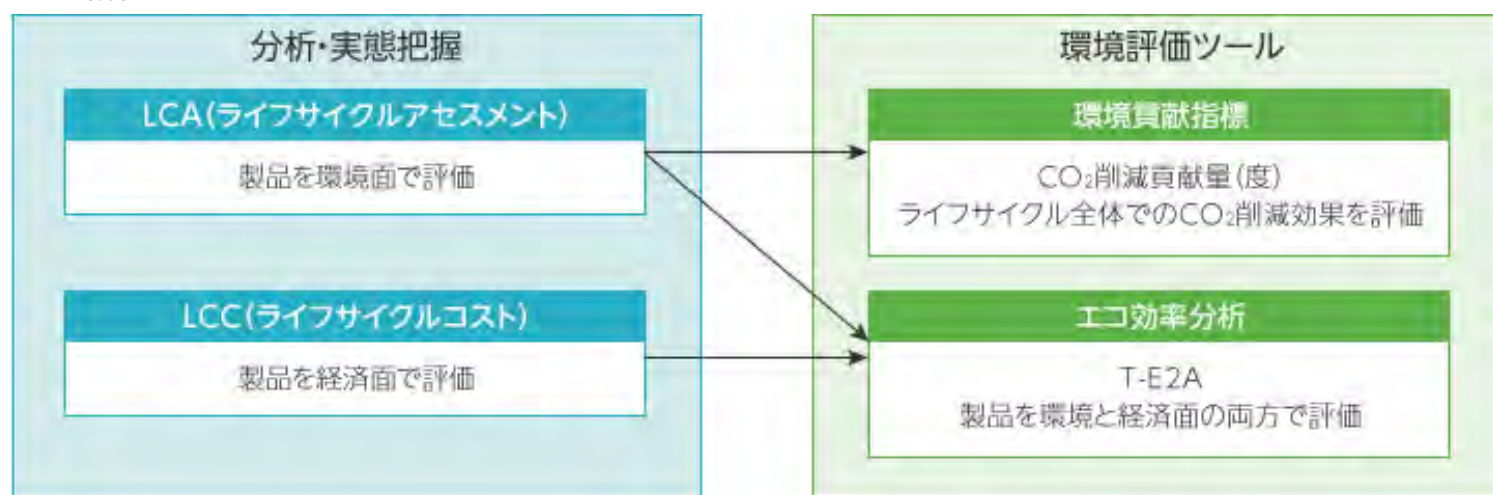 分析・実態把握
LCA(ライフサイクルアセスメント)
製品を環境面で評価
LCC(ライフサイクルコスト)
製品を経済面で評価
環境評価ツール
環境貢献指標
CO₂削減貢献量(度)
ライフサイクル全体でのCO₂削減効果を評価
エコ効率分析
T-E2A
製品を環境と経済面の両方で評価